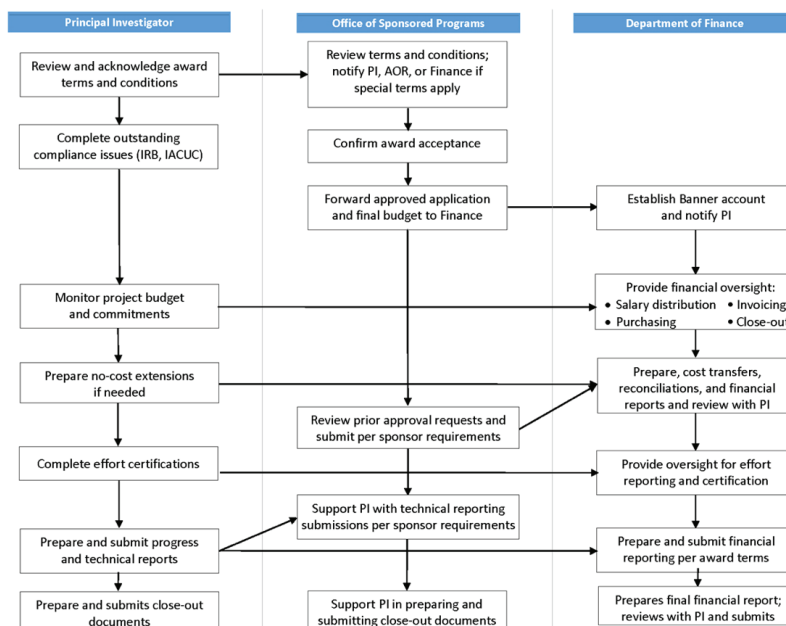 Principal Investigator
Office of Sponsored Programs
Department of Finance
Review and acknowledge award
terms and conditions
Review terms and conditions;
notify PI, AOR, or Finance if
special terms apply
Complete outstanding
compliance issues (IRB, IACUC)
Confirm award acceptance
Forward approved application
and final budget to Finance
Establish Banner account
and notify PI
Monitor project budget
and commitments
Provide financial oversight:
• Salary distribution • Invoicing
• Purchasing • Close-out
Prepare no-cost extensions
if needed
Prepare, cost transfers,
reconciliations, and financial
reports and review with PI
Review prior approval requests and
submit per sponsor requirements
Complete effort certifications
Provide oversight for effort
reporting and certification
Support PI with technical reporting
submissions per sponsor requirements
Prepare and submit progress
and technical reports
Prepare and submit financial
reporting per award terms
Prepare and submits close-out
documents
Support PI in preparing and
submitting close-out documents
Prepares final financial report;
reviews with PI and submits